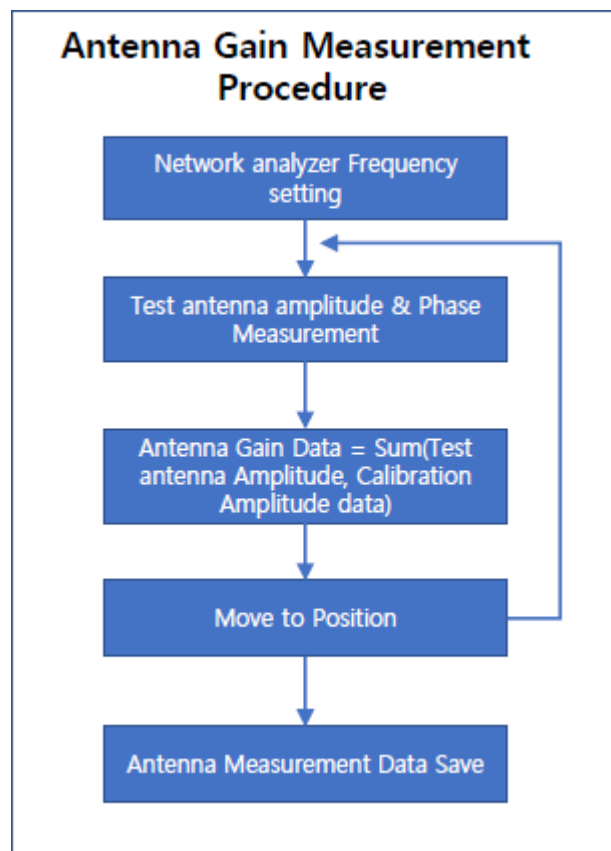 Antenna Gain Measurement
Procedure
Network analyzer Frequency
setting
Test antenna amplitude & Phase
Measurement
Antenna Gain Data = Sum(Test
antenna Amplitude, Calibration
Amplitude data)
Move to Position
Antenna Measurement Data Save